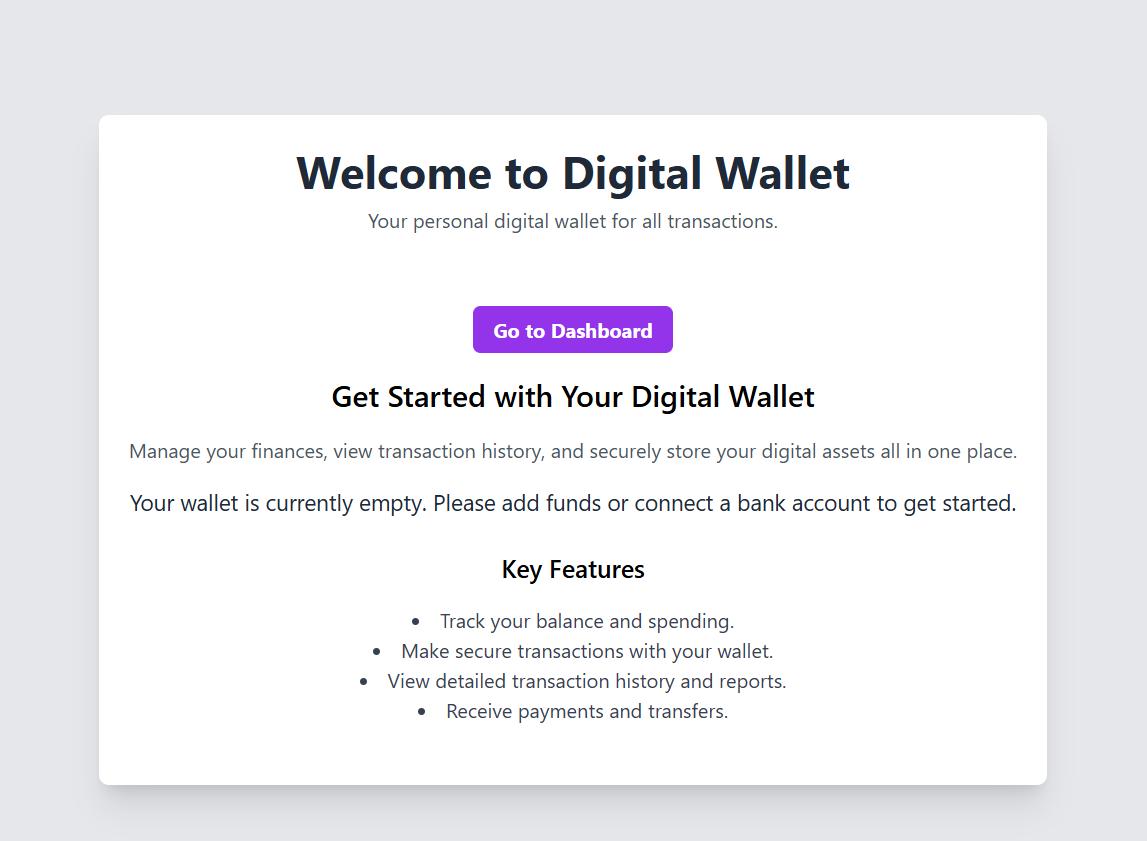 Welcome to Digital Wallet
Your personal digital wallet for all transactions.
Go to Dashboard
Get Started with Your Digital Wallet
Manage your finances, view transaction history, and securely store your digital assets all in one place.
Your wallet is currently empty. Please add funds or connect a bank account to get started.
Key Features
• Track your balance and spending.
• Make secure transactions with your wallet.
• View detailed transaction history and reports.
• Receive payments and transfers.